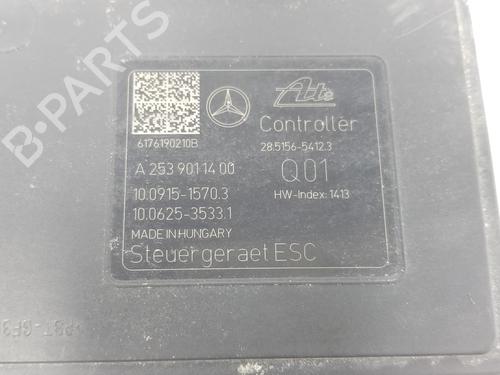 Ate
Controller
6176190210B
28.5156-5412.3
A 253 901 14 00
Q01
10.0915-1570.3
HW-Index: 1413
10.0625-3533.1
MADE IN HUNGARY
Steuergeraet ESC
B-PARTS